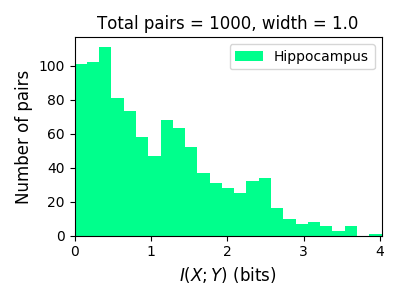 Total pairs = 1000, width = 1.0
Hippocampus
Number of pairs
100
80
60
40
20
0
0 1 2 3 4
I(X; Y) (bits)